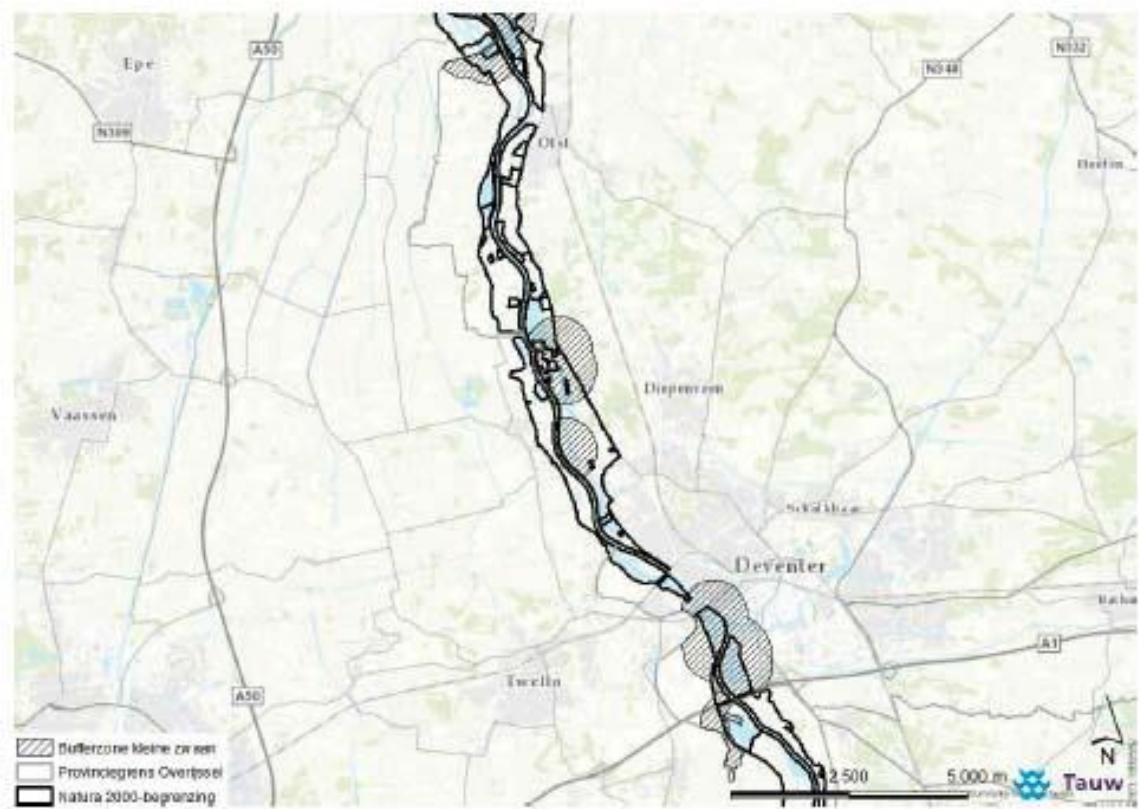 A50
N348
N332
Epe
N309
Olst
Vaassen
Diepenveen
Schalkhaar
Deventer
A1
A50
Twello
Bufferzone kleine zwaan
Provinciegrens Overijssel
Natura 2000-begrenzing
0 2.500 5.000 m
N
Tauw